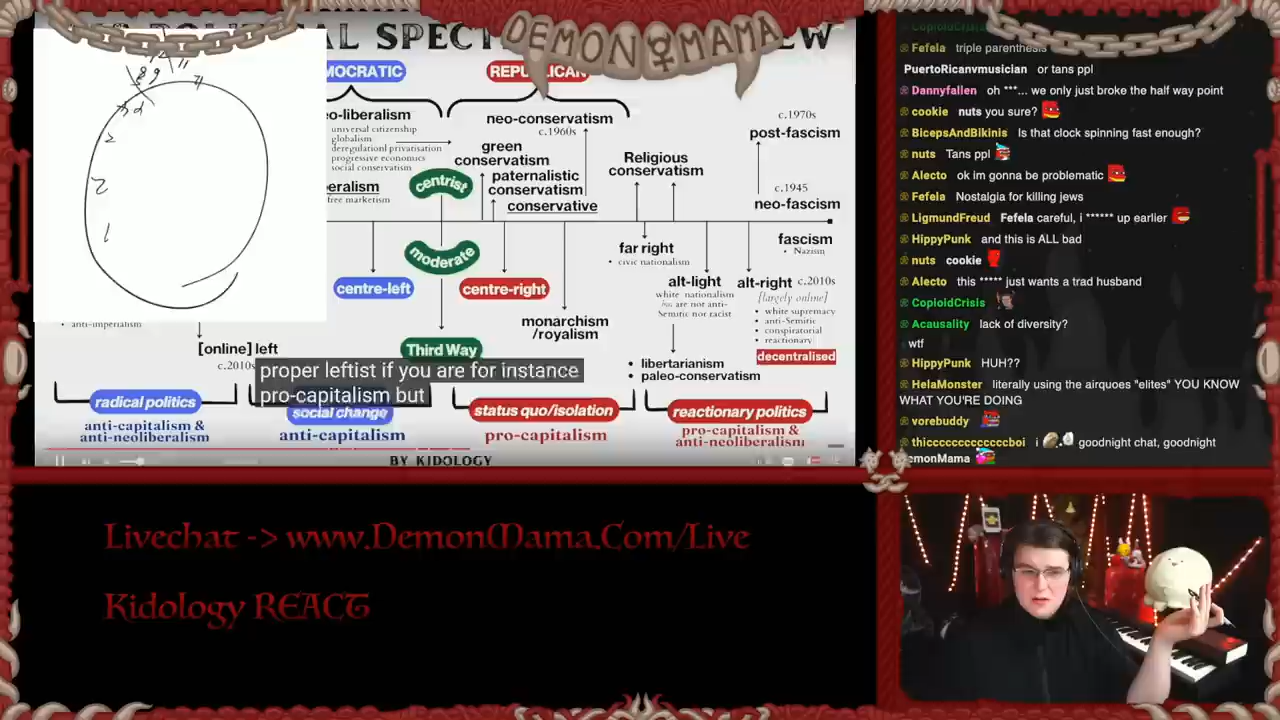 DEMON MAMA
AL SPECT
EW
MOCRATIC
REPUBLICAN
eo-liberalism
universal citizenship
globalism
deregulationl privatisation
progressive economics
social conservatism
eralism
free marketism
centrist
neo-conservatism
c.1960s
green
conservatism
paternalistic
conservatism
conservative
Religious
conservatism
c.1970s
post-fascism
c.1945
neo-fascism
fascism
• Nazism
moderate
centre-left
centre-right
far right
• civic nationalism
alt-light
white nationalism
but are not anti-
Semitic nor racist
alt-right c.2010s
[largely online]
• white supremacy
• anti-Semitic
• conspiratorial
• reactionary
decentralised
monarchism
/royalism
• libertarianism
• paleo-conservatism
• anti-imperialism
[online] left
c.2010s
Third Way
proper leftist if you are for instance
pro-capitalism but
radical politics
anti-capitalism &
anti-neoliberalism
social change
anti-capitalism
status quo/isolation
pro-capitalism
reactionary politics
pro-capitalism &
anti-neoliberalism
BY KIDOLOGY
2
2
1
Fefela triple parenthesis
PuertoRicanvmusician or tans ppl
Dannyfallen oh ***... we only just broke the half way point
cookie nuts you sure?
BicepsAndBikinis Is that clock spinning fast enough?
nuts Tans ppl
Alecto ok im gonna be problematic
Fefela Nostalgia for killing jews
LigmundFreud Fefela careful, i ****** up earlier
HippyPunk and this is ALL bad
nuts cookie
Alecto this ***** just wants a trad husband
CopioidCrisis
Acausality lack of diversity?
wtf
HippyPunk HUH??
HelaMonster literally using the airquoes "elites" YOU KNOW
WHAT YOU'RE DOING
vorebuddy
thicccccccccccccboi i goodnight chat, goodnight
emonMama
Livechat -> www.DemonMama.Com/Live
Kidology REACT